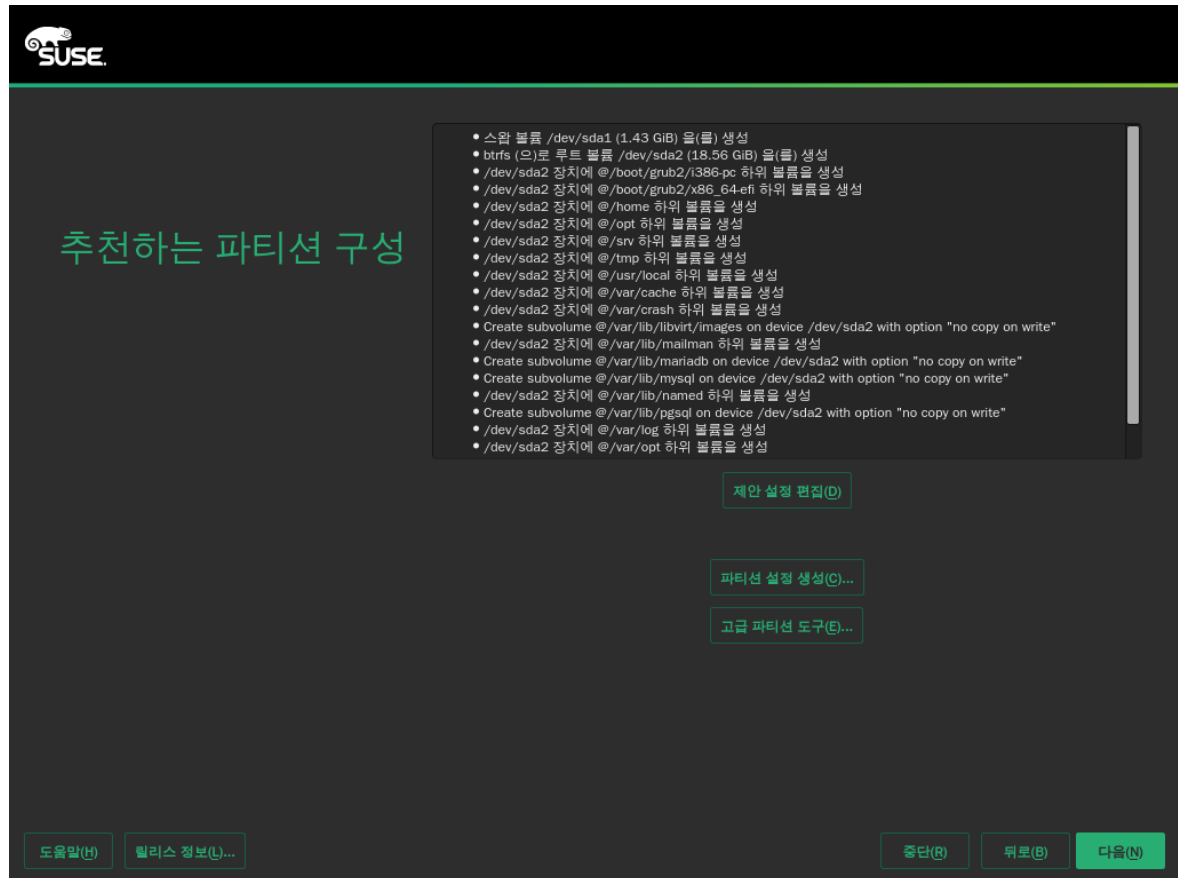 SUSE.
추천하는 파티션 구성
• 스왑 볼륨 /dev/sda1 (1.43 GiB) 을(를) 생성
• btrfs (으)로 루트 볼륨 /dev/sda2 (18.56 GiB) 을(를) 생성
• /dev/sda2 장치에 @/boot/grub2/i386-pc 하위 볼륨을 생성
• /dev/sda2 장치에 @/boot/grub2/x86_64-efi 하위 볼륨을 생성
• /dev/sda2 장치에 @/home 하위 볼륨을 생성
• /dev/sda2 장치에 @/opt 하위 볼륨을 생성
• /dev/sda2 장치에 @/srv 하위 볼륨을 생성
• /dev/sda2 장치에 @/tmp 하위 볼륨을 생성
• /dev/sda2 장치에 @/usr/local 하위 볼륨을 생성
• /dev/sda2 장치에 @/var/cache 하위 볼륨을 생성
• /dev/sda2 장치에 @/var/crash 하위 볼륨을 생성
• Create subvolume @/var/lib/libvirt/images on device /dev/sda2 with option "no copy on write"
• /dev/sda2 장치에 @/var/lib/mailman 하위 볼륨을 생성
• Create subvolume @/var/lib/mariadb on device /dev/sda2 with option "no copy on write"
• Create subvolume @/var/lib/mysql on device /dev/sda2 with option "no copy on write"
• /dev/sda2 장치에 @/var/lib/named 하위 볼륨을 생성
• Create subvolume @/var/lib/pgsql on device /dev/sda2 with option "no copy on write"
• /dev/sda2 장치에 @/var/log 하위 볼륨을 생성
• /dev/sda2 장치에 @/var/opt 하위 볼륨을 생성
제안 설정 편집(D)
파티션 설정 생성(C)...
고급 파티션 도구(E)...
도움말(H)
릴리스 정보(L)...
중단(R)
뒤로(B)
다음(N)